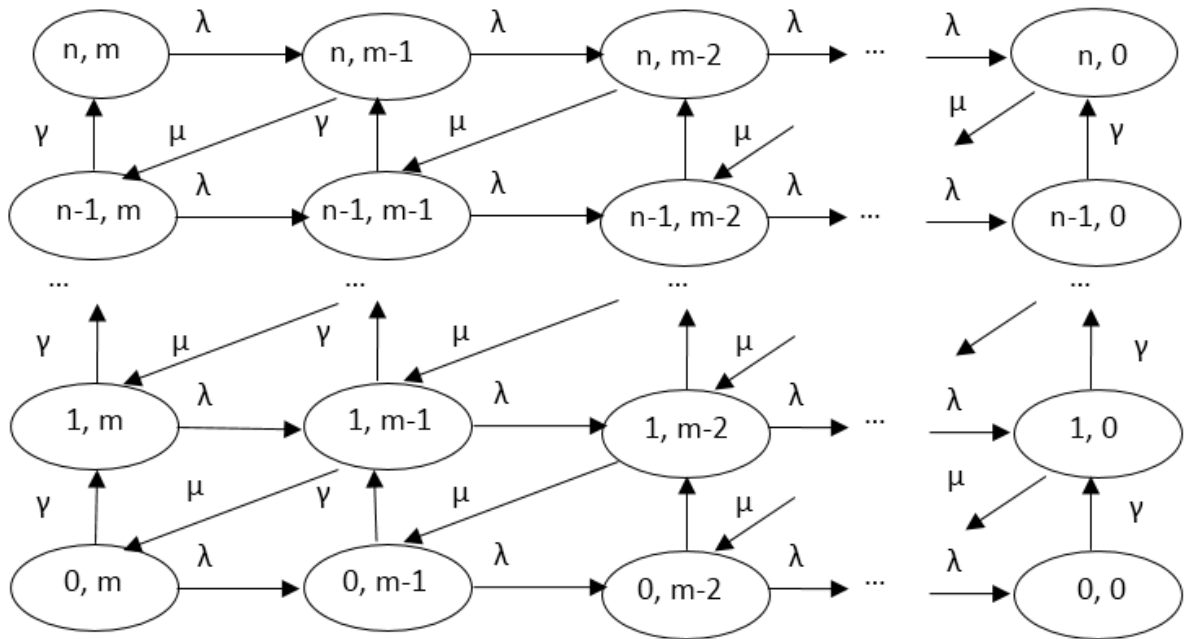 λ λ λ λ
n, m n, m-1 n, m-2 ... n, 0
γ μ γ μ μ μ γ
λ λ λ λ
n-1, m n-1, m-1 n-1, m-2 ... n-1, 0
... ... ... ...
γ μ γ μ μ γ
λ λ λ λ
1, m 1, m-1 1, m-2 ... 1, 0
γ μ γ μ μ μ γ
λ λ λ λ
0, m 0, m-1 0, m-2 ... 0, 0